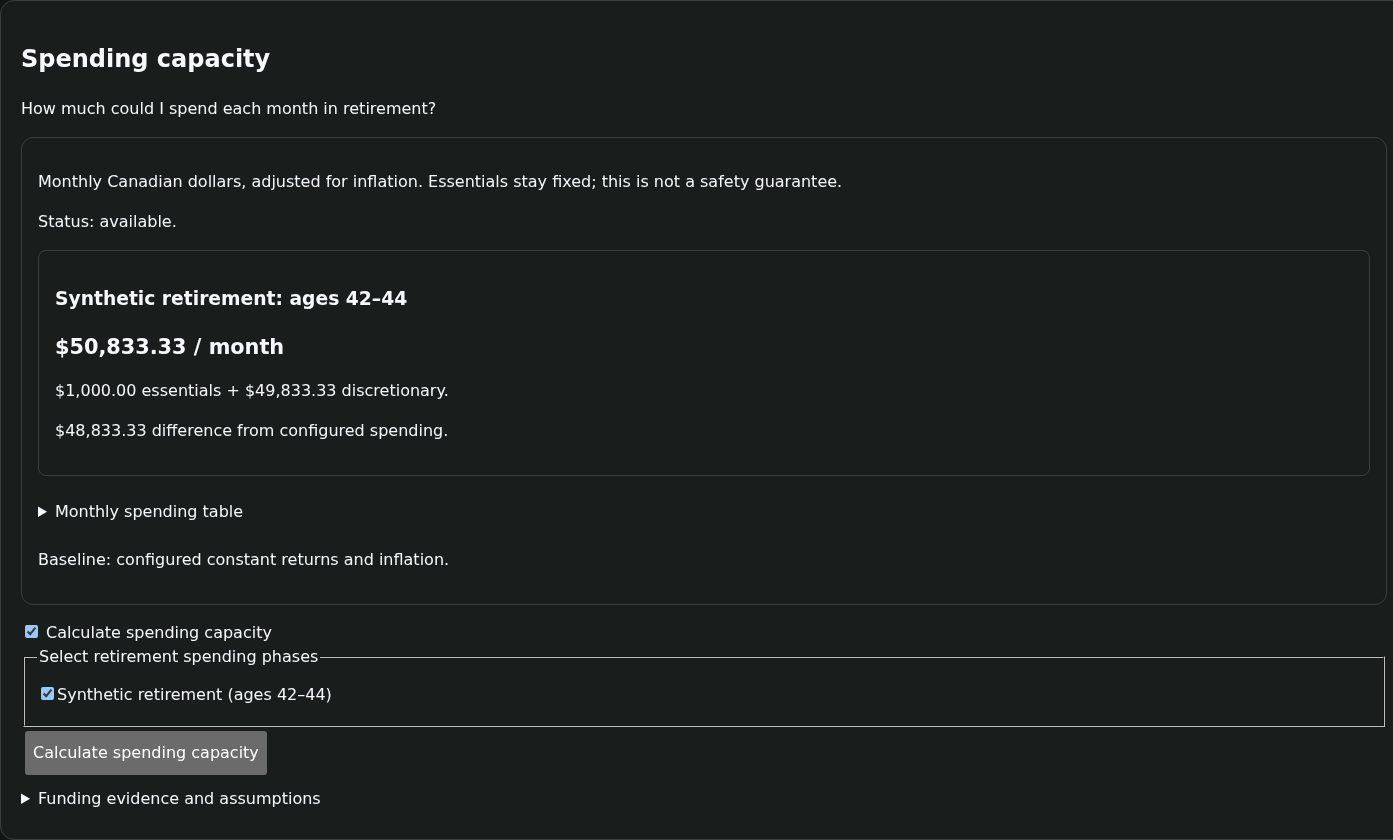 Spending capacity
How much could I spend each month in retirement?
Monthly Canadian dollars, adjusted for inflation. Essentials stay fixed; this is not a safety guarantee.
Status: available.
Synthetic retirement: ages 42–44
$50,833.33 / month
$1,000.00 essentials + $49,833.33 discretionary.
$48,833.33 difference from configured spending.
Monthly spending table
Baseline: configured constant returns and inflation.
Calculate spending capacity
Select retirement spending phases
Synthetic retirement (ages 42–44)
Calculate spending capacity
Funding evidence and assumptions